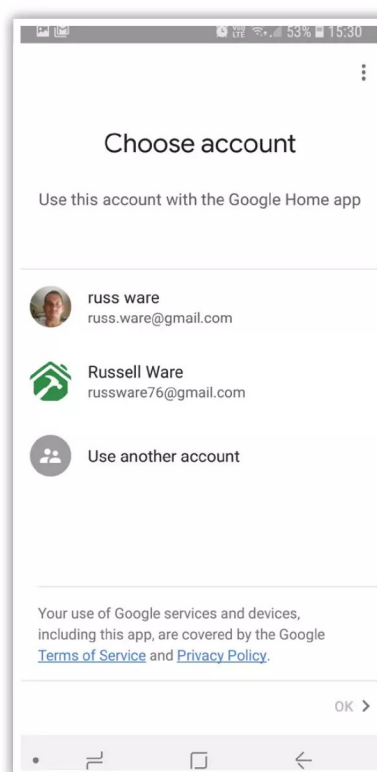 VoD LTE 53% 15:30
Choose account
Use this account with the Google Home app
russ ware
russ.ware@gmail.com
Russell Ware
russware76@gmail.com
Use another account
Your use of Google services and devices,
including this app, are covered by the Google
Terms of Service and Privacy Policy.
OK